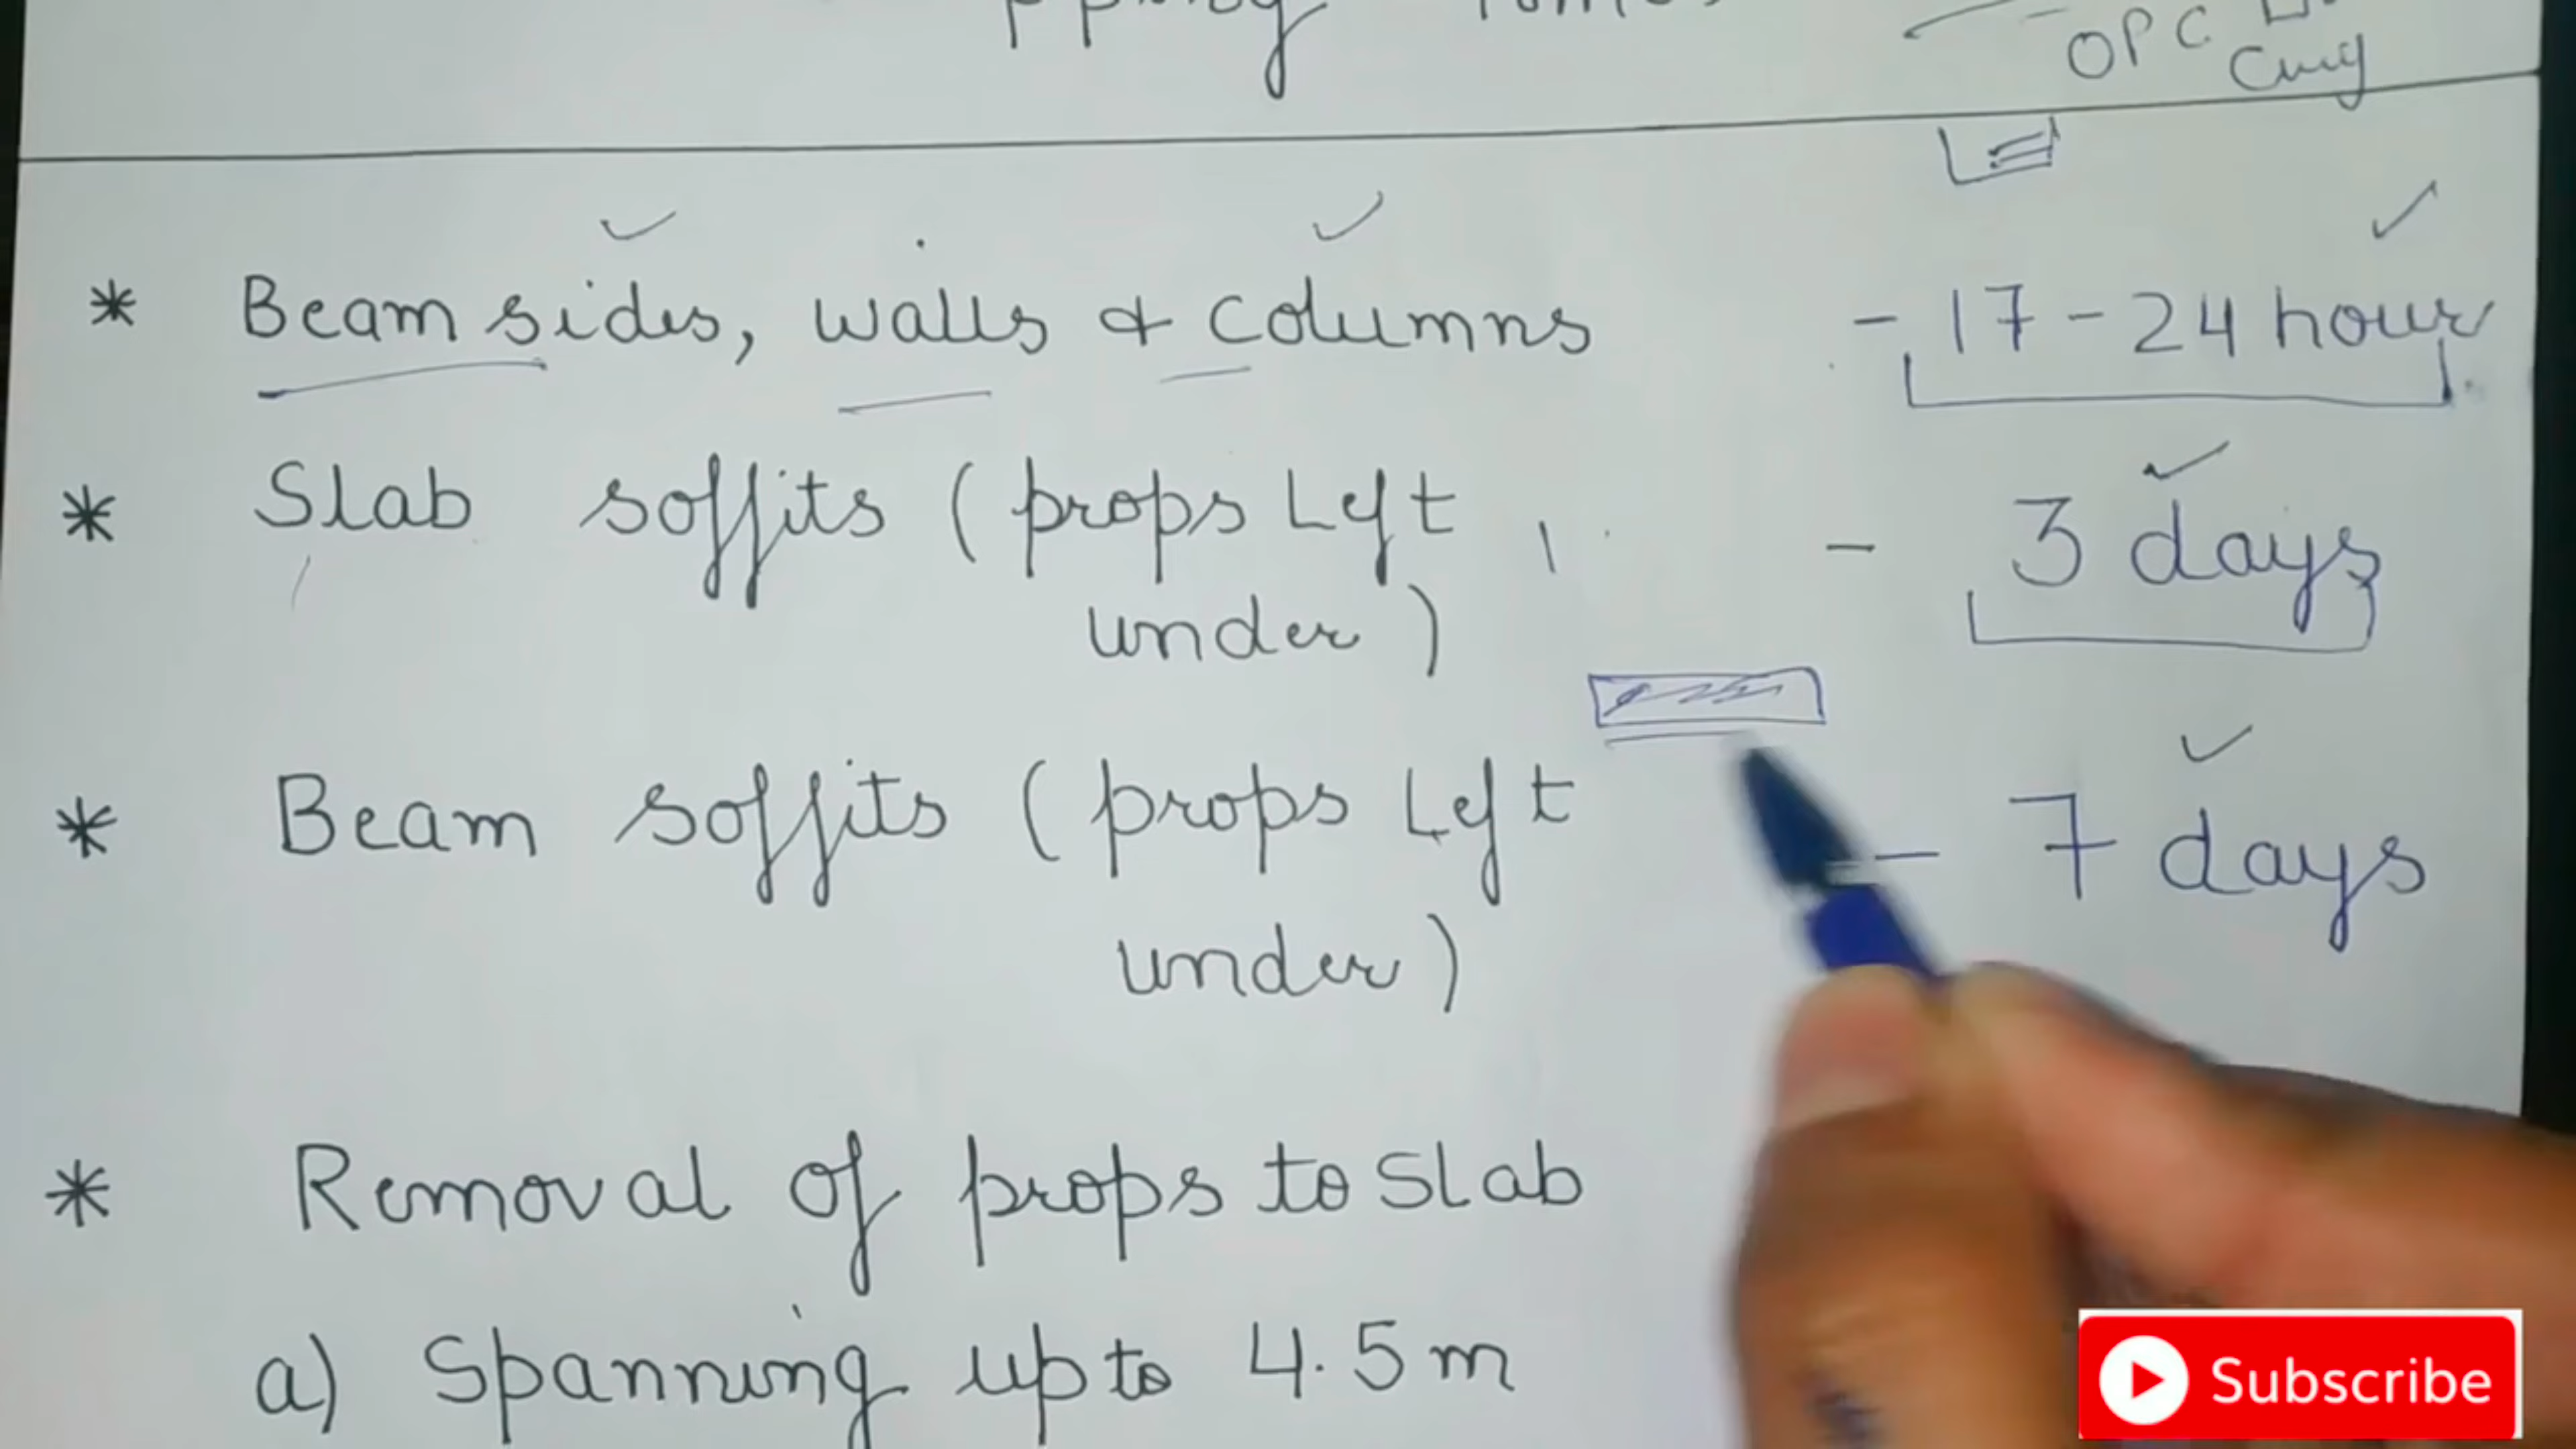 OPC
* Beam sides, walls & columns - 17-24 hour
* Slab soffits (props Left - 3 days
under)
* Beam soffits (props Left - 7 days
under)
* Removal of props to Slab
a) Spanning up to 4.5m
Subscribe